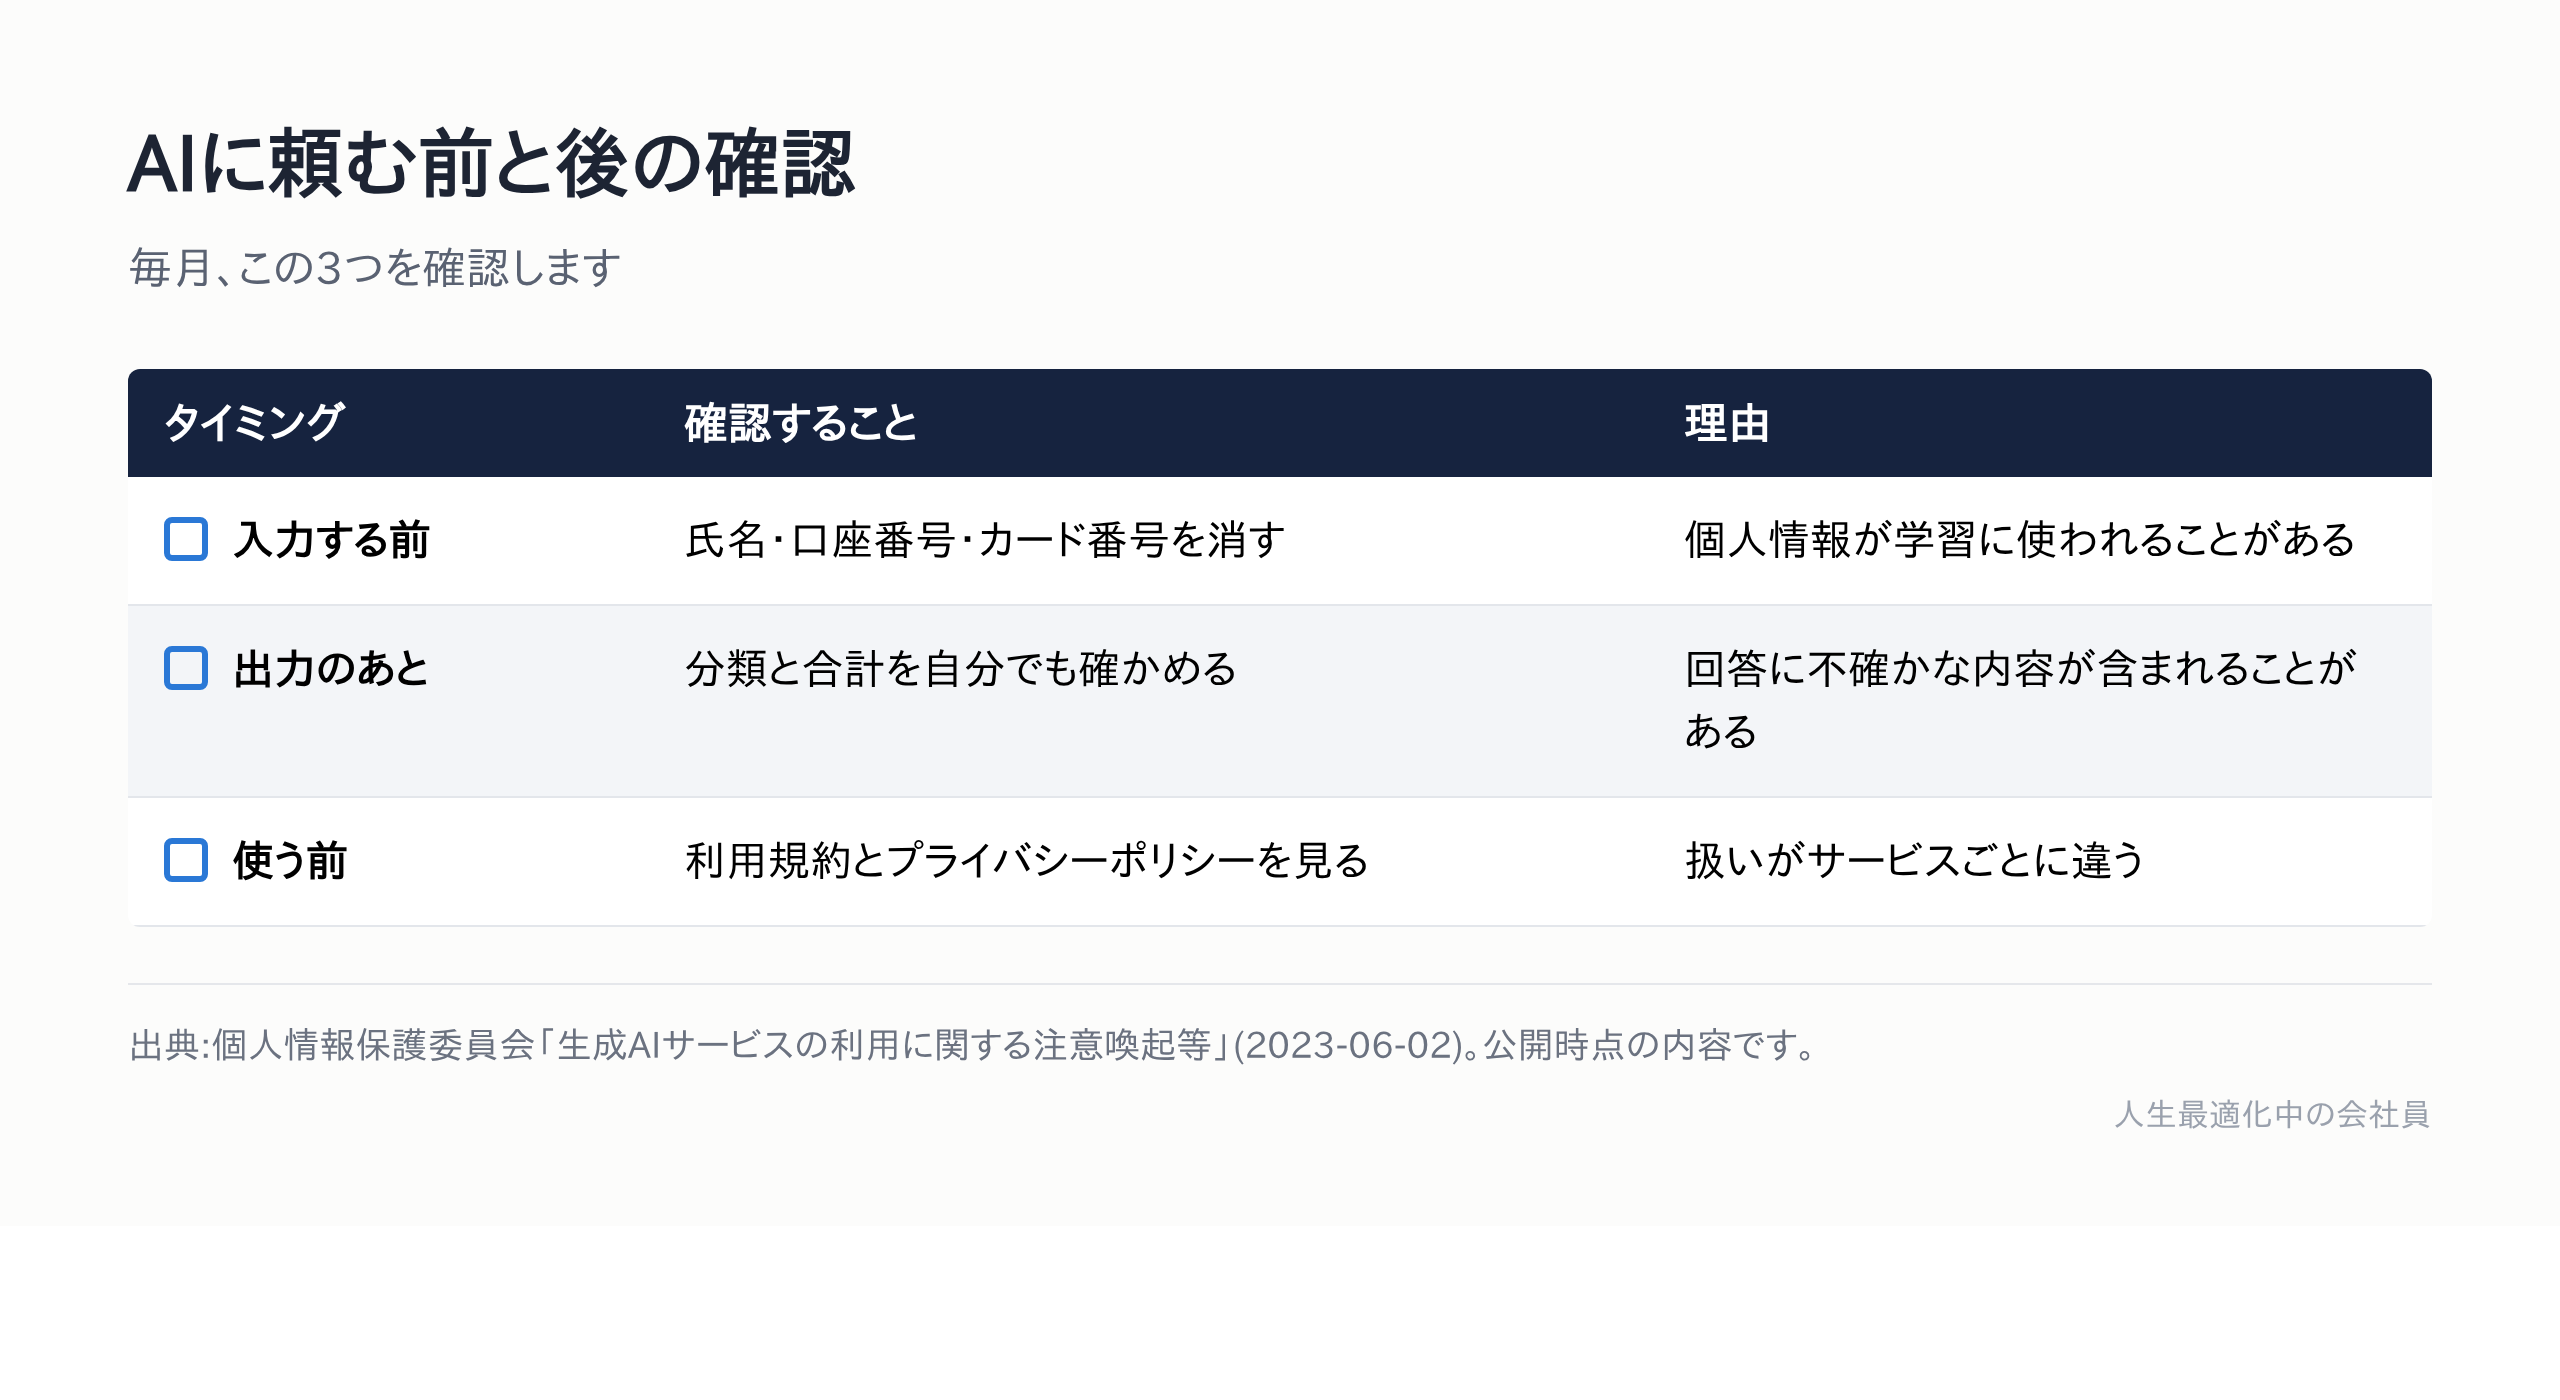 AIに頼む前と後の確認
毎月、この3つを確認します
タイミング 確認すること 理由
入力する前 氏名・口座番号・カード番号を消す 個人情報が学習に使われることがある
出力のあと 分類と合計を自分でも確かめる 回答に不確かな内容が含まれることが
ある
使う前 利用規約とプライバシーポリシーを見る 扱いがサービスごとに違う
出典:個人情報保護委員会「生成AIサービスの利用に関する注意喚起等」(2023-06-02)。公開時点の内容です。
人生最適化中の会社員